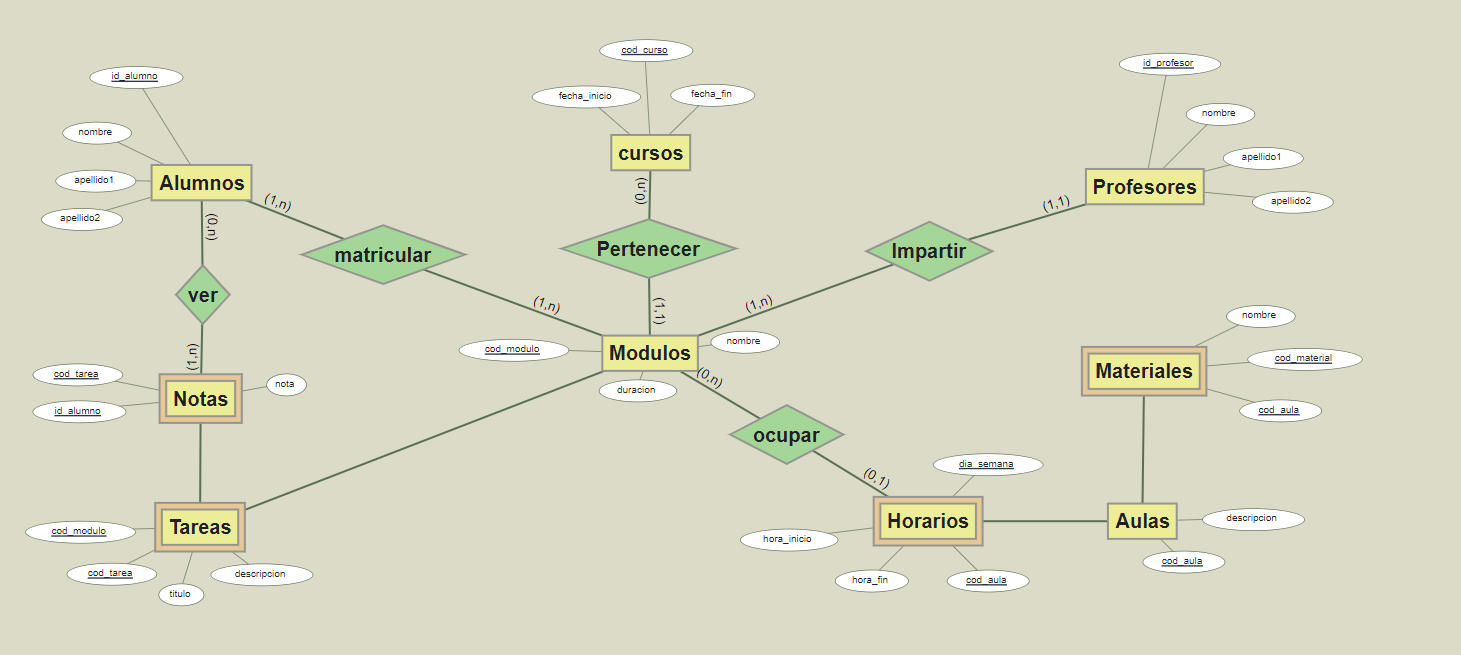 cod_curso
id_profesor
id_alumno
fecha_inicio
fecha_fin
nombre
nombre
cursos
apellido1
apellido1
Alumnos
(0,n)
Profesores
apellido2
apellido2
(1,n)
(1,1)
(0,n)
matricular
Pertenecer
Impartir
ver
(1,n)
(1,1)
(1,n)
nombre
(1,n)
cod_modulo
Modulos
nombre
cod_material
cod_tarea
(0,n)
Materiales
nota
duracion
Notas
id_alumno
cod_aula
ocupar
dia_semana
(0,1)
cod_modulo
Tareas
Horarios
Aulas
descripcion
hora_inicio
cod_aula
cod_tarea
descripcion
hora_fin
cod_aula
titulo